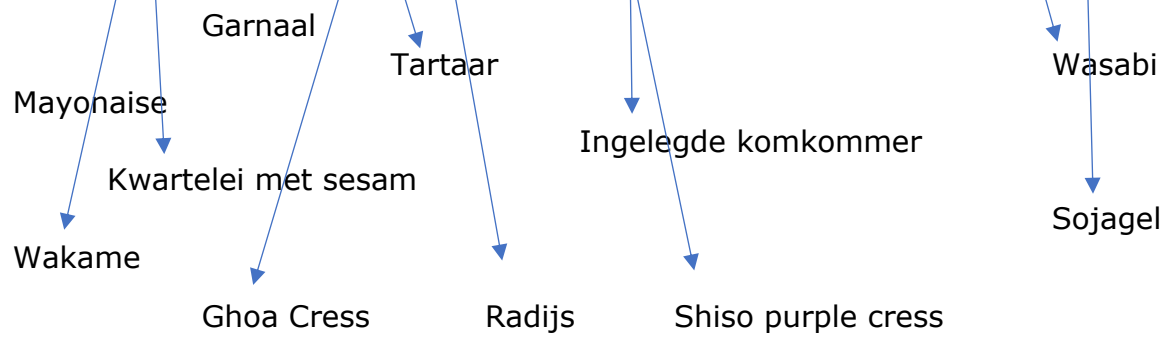 Garnaal
Tartaar
Wasabi
Mayonaise
Ingelegde komkommer
Kwartelei met sesam
Sojagel
Wakame
Ghoa Cress
Radijs
Shiso purple cress